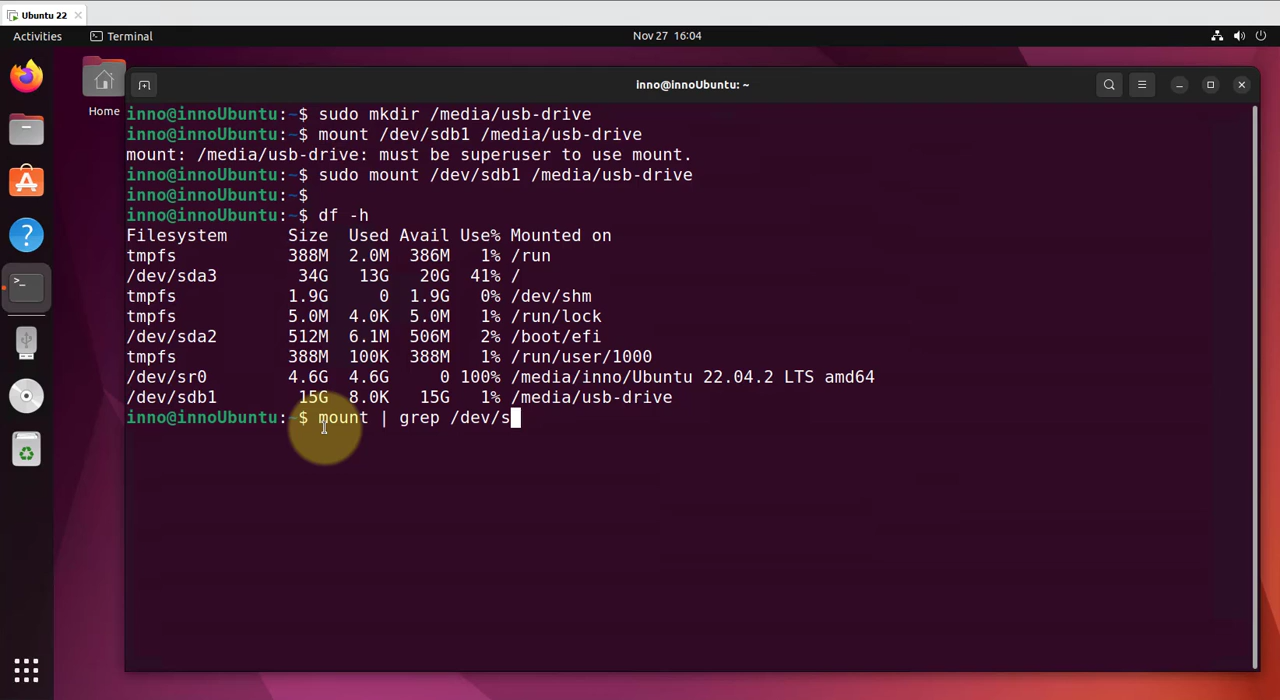 Ubuntu 22
Activities
Terminal
Nov 27 16:04
inno@innoUbuntu: ~
Home
inno@innoUbuntu:~$ sudo mkdir /media/usb-drive
inno@innoUbuntu:~$ mount /dev/sdb1 /media/usb-drive
mount: /media/usb-drive: must be superuser to use mount.
inno@innoUbuntu:~$ sudo mount /dev/sdb1 /media/usb-drive
inno@innoUbuntu:~$
inno@innoUbuntu:~$ df -h
Filesystem      Size  Used Avail Use% Mounted on
tmpfs           388M  2.0M  386M   1% /run
/dev/sda3        34G   13G   20G  41% /
tmpfs           1.9G     0  1.9G   0% /dev/shm
tmpfs           5.0M  4.0K  5.0M   1% /run/lock
/dev/sda2       512M  6.1M  506M   2% /boot/efi
tmpfs           388M  100K  388M   1% /run/user/1000
/dev/sr0        4.6G  4.6G     0 100% /media/inno/Ubuntu 22.04.2 LTS amd64
/dev/sdb1        15G  8.0K   15G   1% /media/usb-drive
inno@innoUbuntu:~$ mount | grep /dev/s